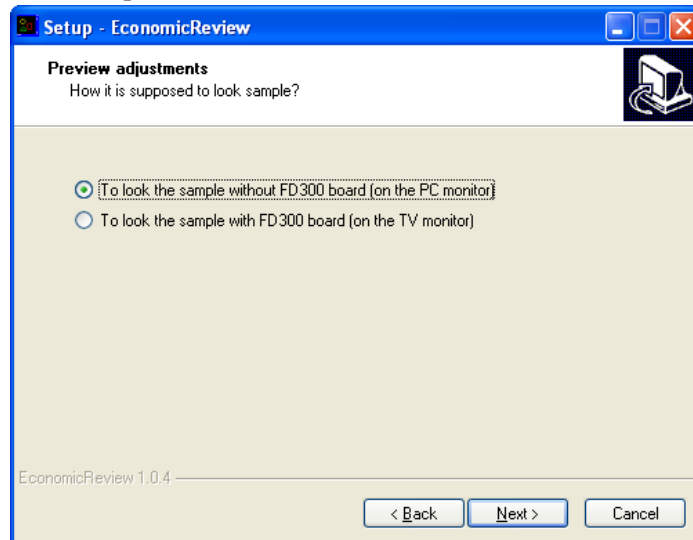 Setup - EconomicReview
Preview adjustments
How it is supposed to look sample?
To look the sample without FD300 board (on the PC monitor)
To look the sample with FD300 board (on the TV monitor)
EconomicReview 1.0.4
< Back Next > Cancel